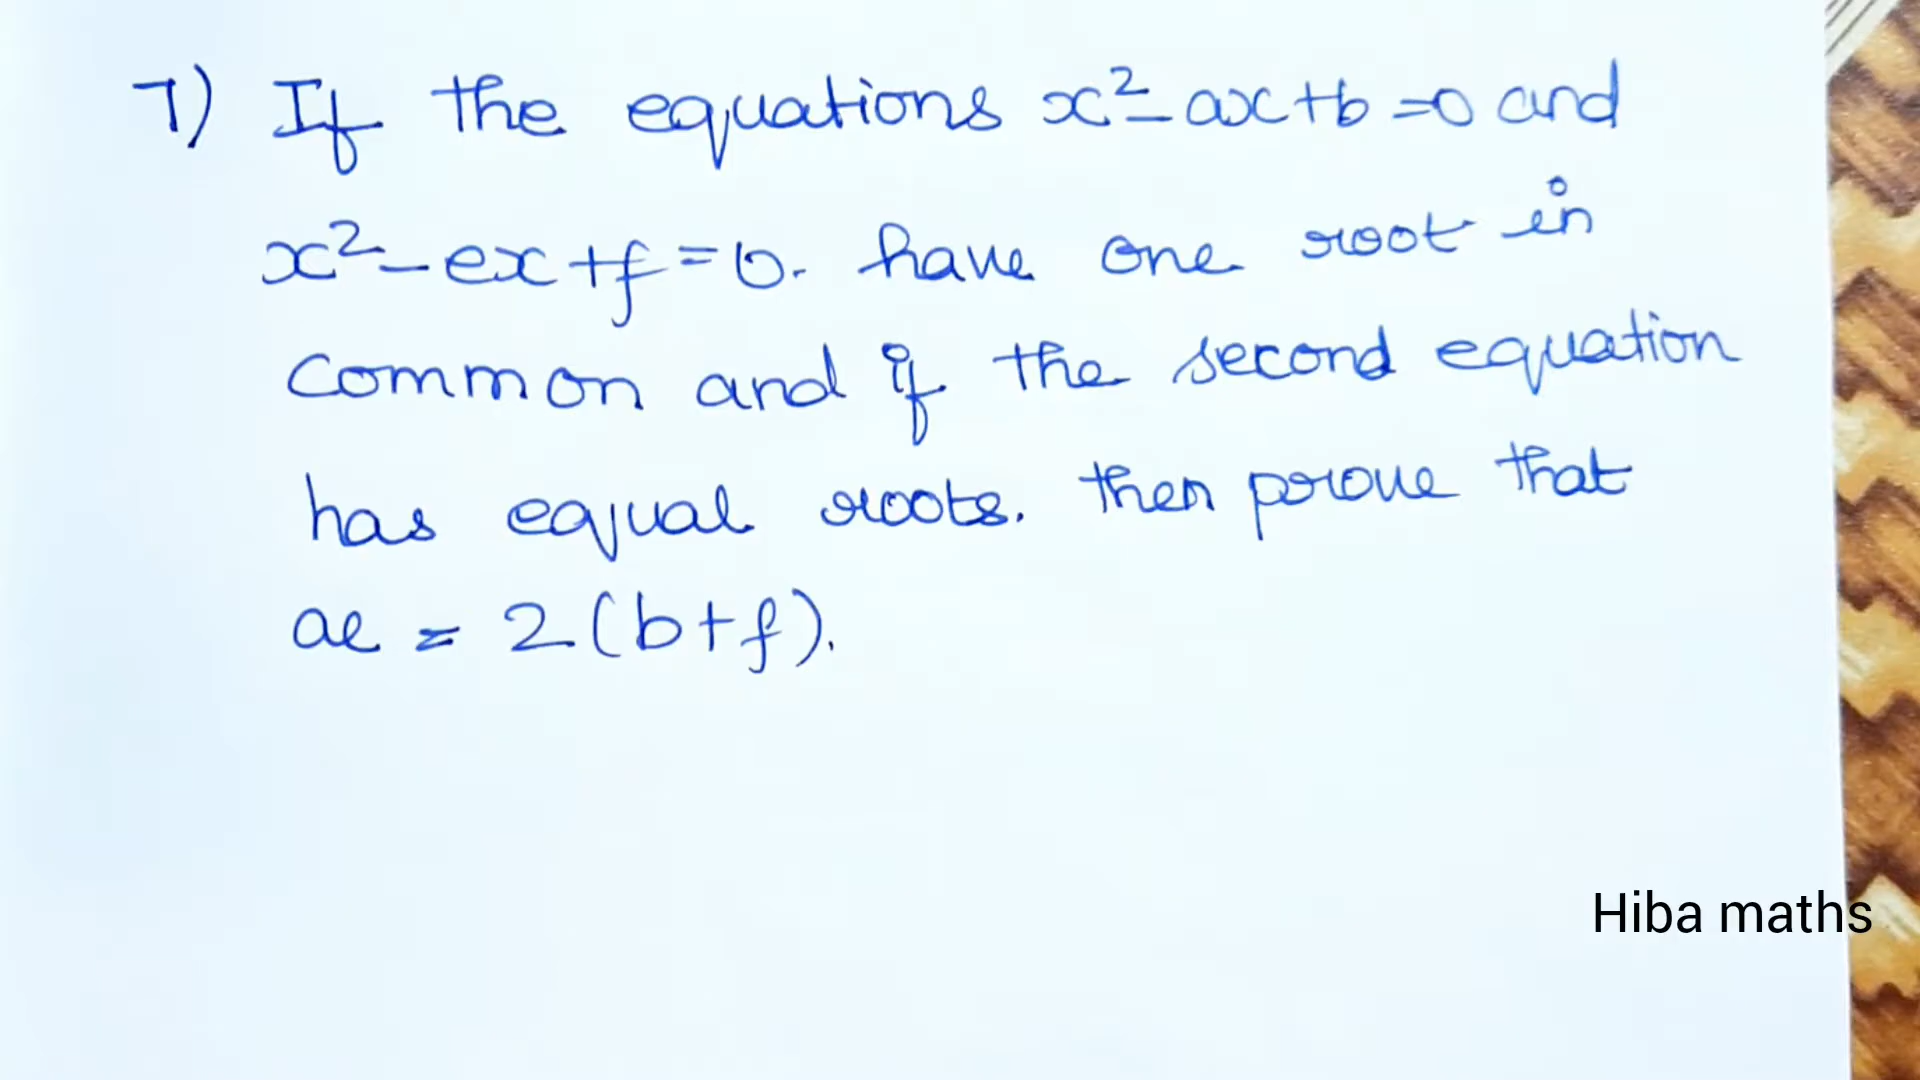 7) If the equations x² - ax + b = 0 and
x² - ex + f = 0. have one root in
common and if the second equation
has equal roots. then prove that
ae = 2 (b+f).
Hiba maths